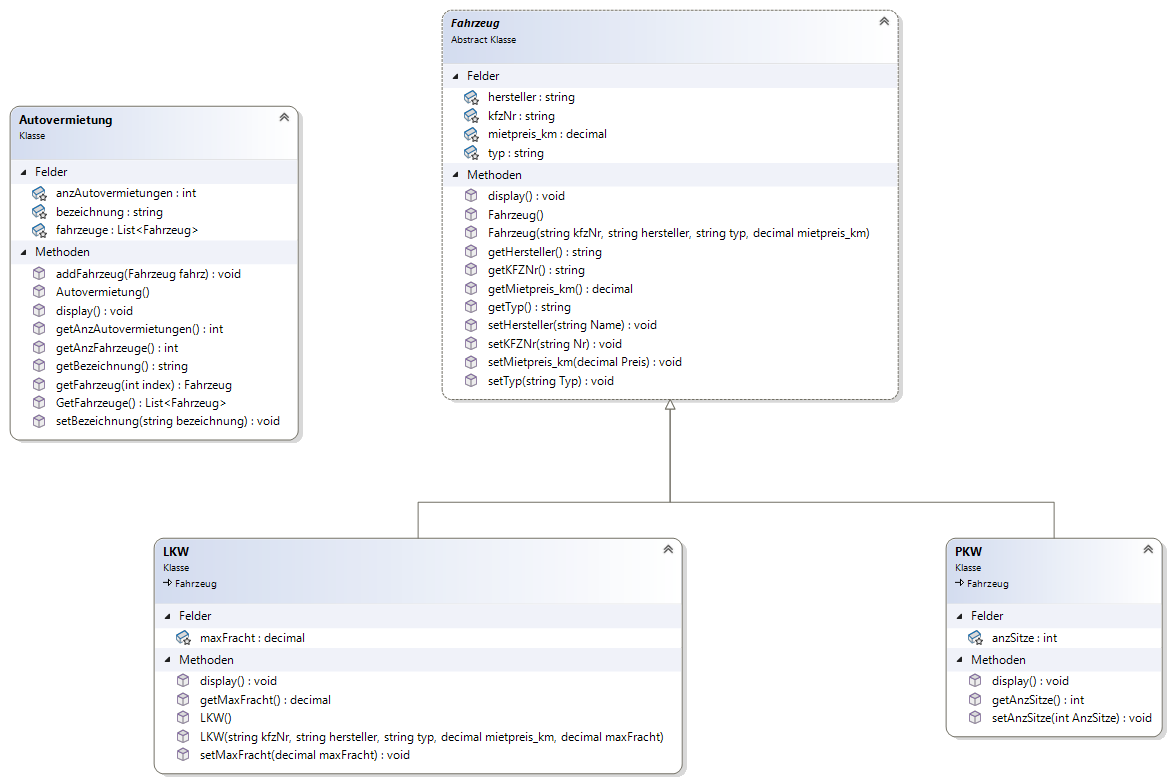 Autovermietung
Klasse
Felder
anzAutovermietungen : int
bezeichnung : string
fahrzeuge : List<Fahrzeug>
Methoden
addFahrzeug(Fahrzeug fahrz) : void
Autovermietung()
display() : void
getAnzAutovermietungen() : int
getAnzFahrzeuge() : int
getBezeichnung() : string
getFahrzeug(int index) : Fahrzeug
GetFahrzeuge() : List<Fahrzeug>
setBezeichnung(string bezeichnung) : void
Fahrzeug
Abstract Klasse
Felder
hersteller : string
kfzNr : string
mietpreis_km : decimal
typ : string
Methoden
display() : void
Fahrzeug()
Fahrzeug(string kfzNr, string hersteller, string typ, decimal mietpreis_km)
getHersteller() : string
getKFZNr() : string
getMietpreis_km() : decimal
getTyp() : string
setHersteller(string Name) : void
setKFZNr(string Nr) : void
setMietpreis_km(decimal Preis) : void
setTyp(string Typ) : void
LKW
Klasse
Fahrzeug
Felder
maxFracht : decimal
Methoden
display() : void
getMaxFracht() : decimal
LKW()
LKW(string kfzNr, string hersteller, string typ, decimal mietpreis_km, decimal maxFracht)
setMaxFracht(decimal maxFracht) : void
PKW
Klasse
Fahrzeug
Felder
anzSitze : int
Methoden
display() : void
getAnzSitze() : int
setAnzSitze(int AnzSitze) : void